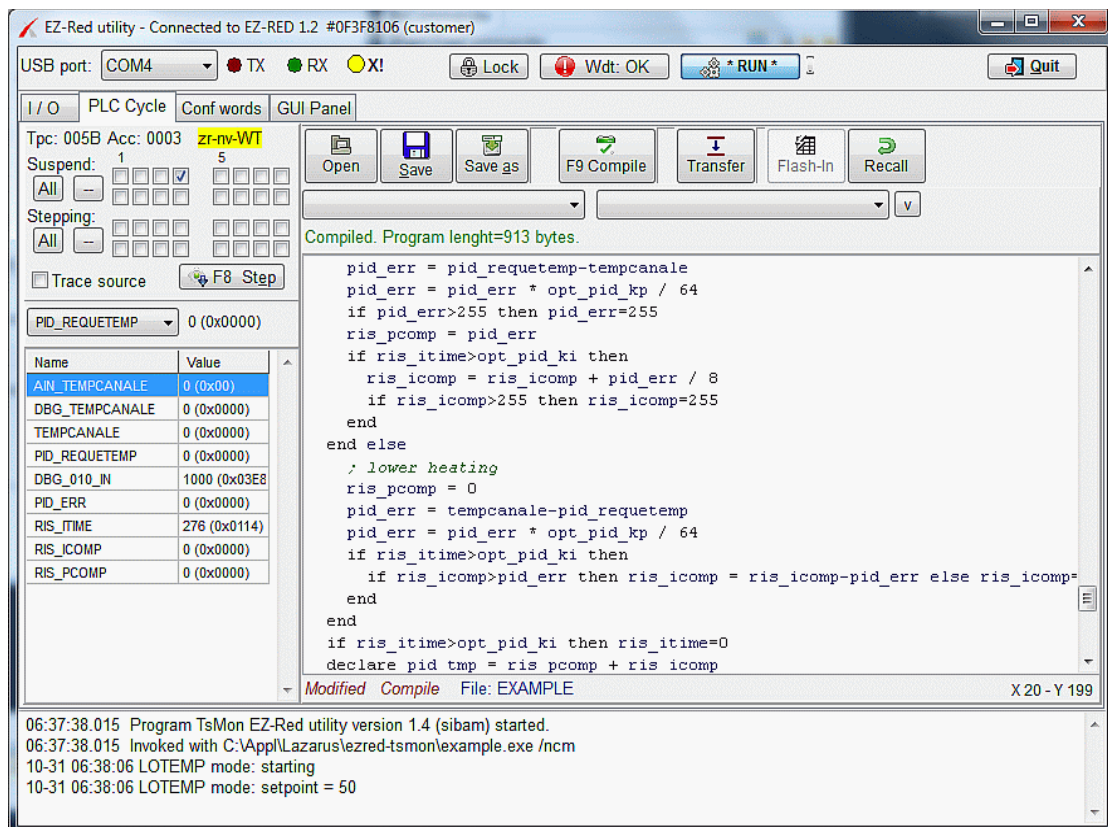 EZ-Red utility - Connected to EZ-RED 1.2 #0F3F8106 (customer)
USB port: COM4 TX RX X! Lock Wdt: OK * RUN * Quit
I / O PLC Cycle Conf words GUI Panel
Tpc: 005B Acc: 0003 zr-nv-WT
Suspend: 1 5
All --
Stepping:
All --
Trace source F8 Step
PID_REQUETEMP 0 (0x0000)
Name Value
AIN_TEMPCANALE 0 (0x00)
DBG_TEMPCANALE 0 (0x0000)
TEMPCANALE 0 (0x0000)
PID_REQUETEMP 0 (0x0000)
DBG_010_IN 1000 (0x03E8
PID_ERR 0 (0x0000)
RIS_ITIME 276 (0x0114)
RIS_ICOMP 0 (0x0000)
RIS_PCOMP 0 (0x0000)
Open Save Save as F9 Compile Transfer Flash-In Recall
v
Compiled. Program lenght=913 bytes.
pid_err = pid_requetemp-tempcanale
pid_err = pid_err * opt_pid_kp / 64
if pid_err>255 then pid_err=255
ris_pcomp = pid_err
if ris_itime>opt_pid_ki then
ris_icomp = ris_icomp + pid_err / 8
if ris_icomp>255 then ris_icomp=255
end
end else
; lower heating
ris_pcomp = 0
pid_err = tempcanale-pid_requetemp
pid_err = pid_err * opt_pid_kp / 64
if ris_itime>opt_pid_ki then
if ris_icomp>pid_err then ris_icomp = ris_icomp-pid_err else ris_icomp=
end
end
if ris_itime>opt_pid_ki then ris_itime=0
declare pid_tmp = ris_pcomp + ris_icomp
Modified Compile File: EXAMPLE X 20 - Y 199
06:37:38.015 Program TsMon EZ-Red utility version 1.4 (sibam) started.
06:37:38.015 Invoked with C:\Appl\Lazarus\ezred-tsmon\example.exe /ncm
10-31 06:38:06 LOTEMP mode: starting
10-31 06:38:06 LOTEMP mode: setpoint = 50